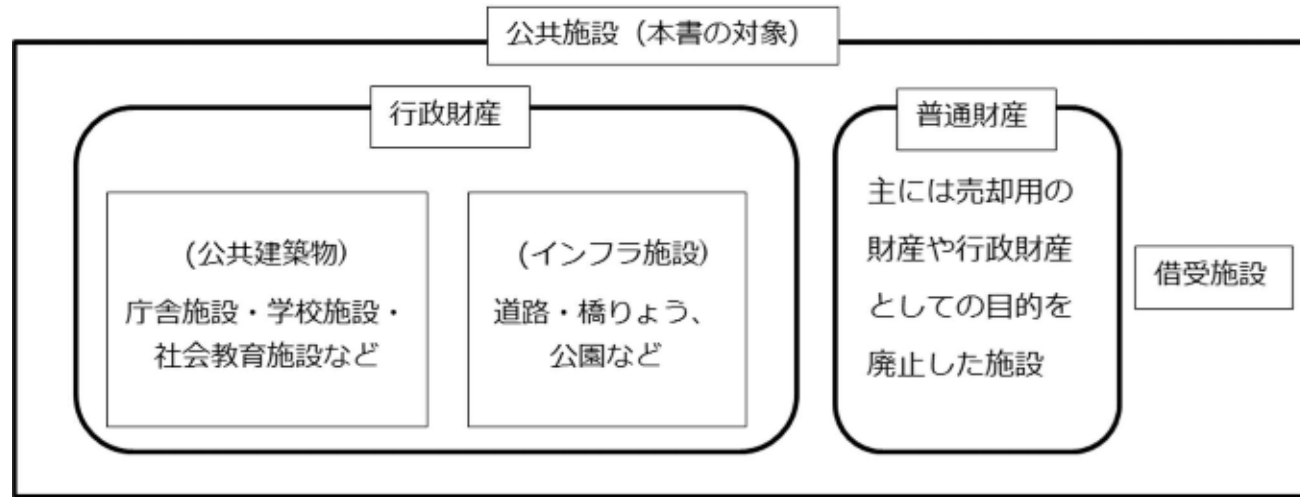 公共施設（本書の対象）
行政財産
(公共建築物)
庁舎施設・学校施設・
社会教育施設など
(インフラ施設)
道路・橋りょう、
公園など
普通財産
主には売却用の
財産や行政財産
としての目的を
廃止した施設
借受施設